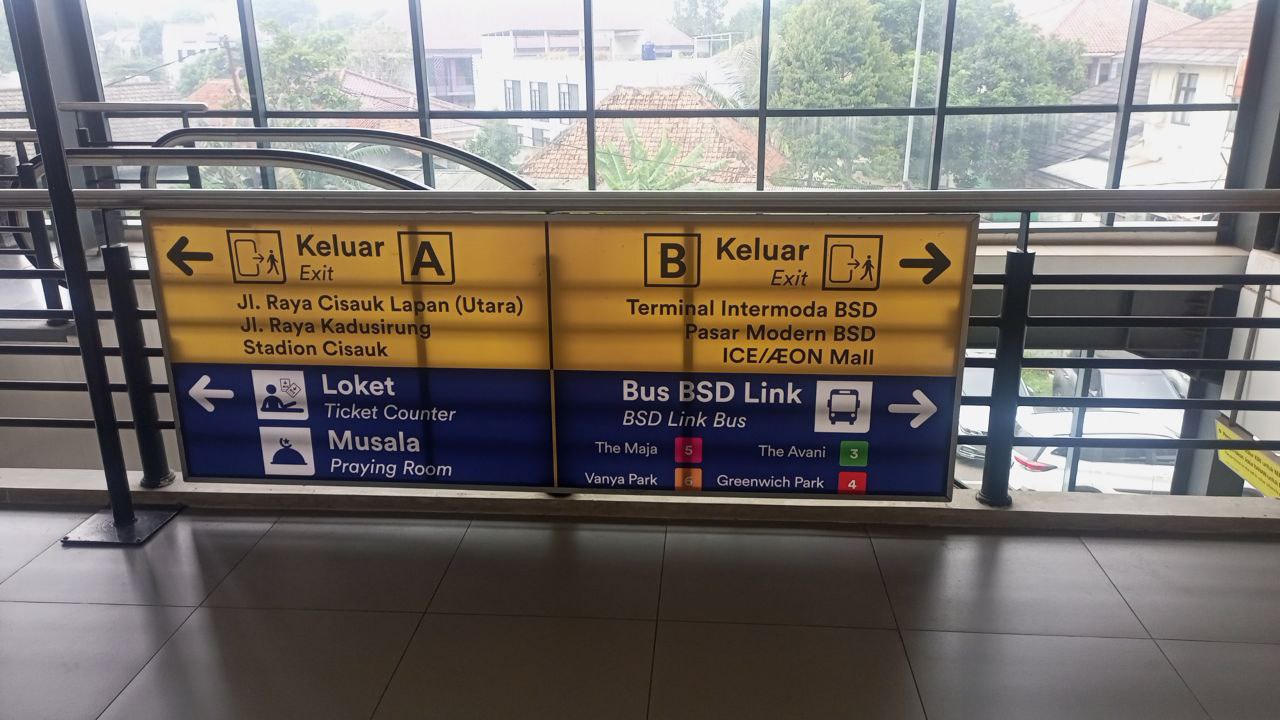 Keluar A
Exit
Jl. Raya Cisauk Lapan (Utara)
Jl. Raya Kadusirung
Stadion Cisauk
Loket
Ticket Counter
Musala
Praying Room
B Keluar
Exit
Terminal Intermoda BSD
Pasar Modern BSD
ICE/ÆON Mall
Bus BSD Link
BSD Link Bus
The Maja 5 The Avani 3
Vanya Park 6 Greenwich Park 4